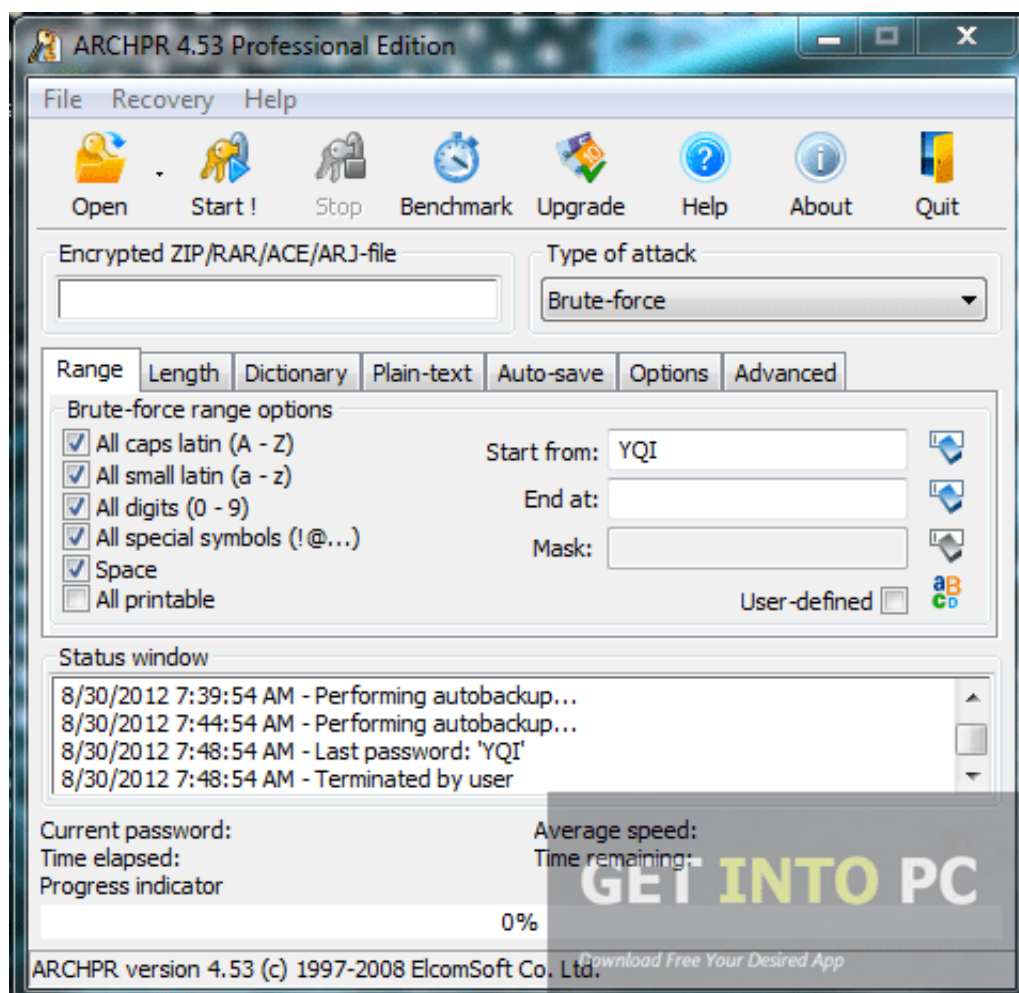 ARCHPR 4.53 Professional Edition
File Recovery Help
Open Start ! Stop Benchmark Upgrade Help About Quit
Encrypted ZIP/RAR/ACE/ARJ-file
Type of attack
Brute-force
Range Length Dictionary Plain-text Auto-save Options Advanced
Brute-force range options
All caps latin (A - Z)
All small latin (a - z)
All digits (0 - 9)
All special symbols (!@...)
Space
All printable
Start from: YQI
End at:
Mask:
User-defined
Status window
8/30/2012 7:39:54 AM - Performing autobackup...
8/30/2012 7:44:54 AM - Performing autobackup...
8/30/2012 7:48:54 AM - Last password: 'YQI'
8/30/2012 7:48:54 AM - Terminated by user
Current password:
Average speed:
Time elapsed:
Time remaining:
Progress indicator
0%
ARCHPR version 4.53 (c) 1997-2008 ElcomSoft Co. Ltd.
GET INTO PC
Download Free Your Desired App